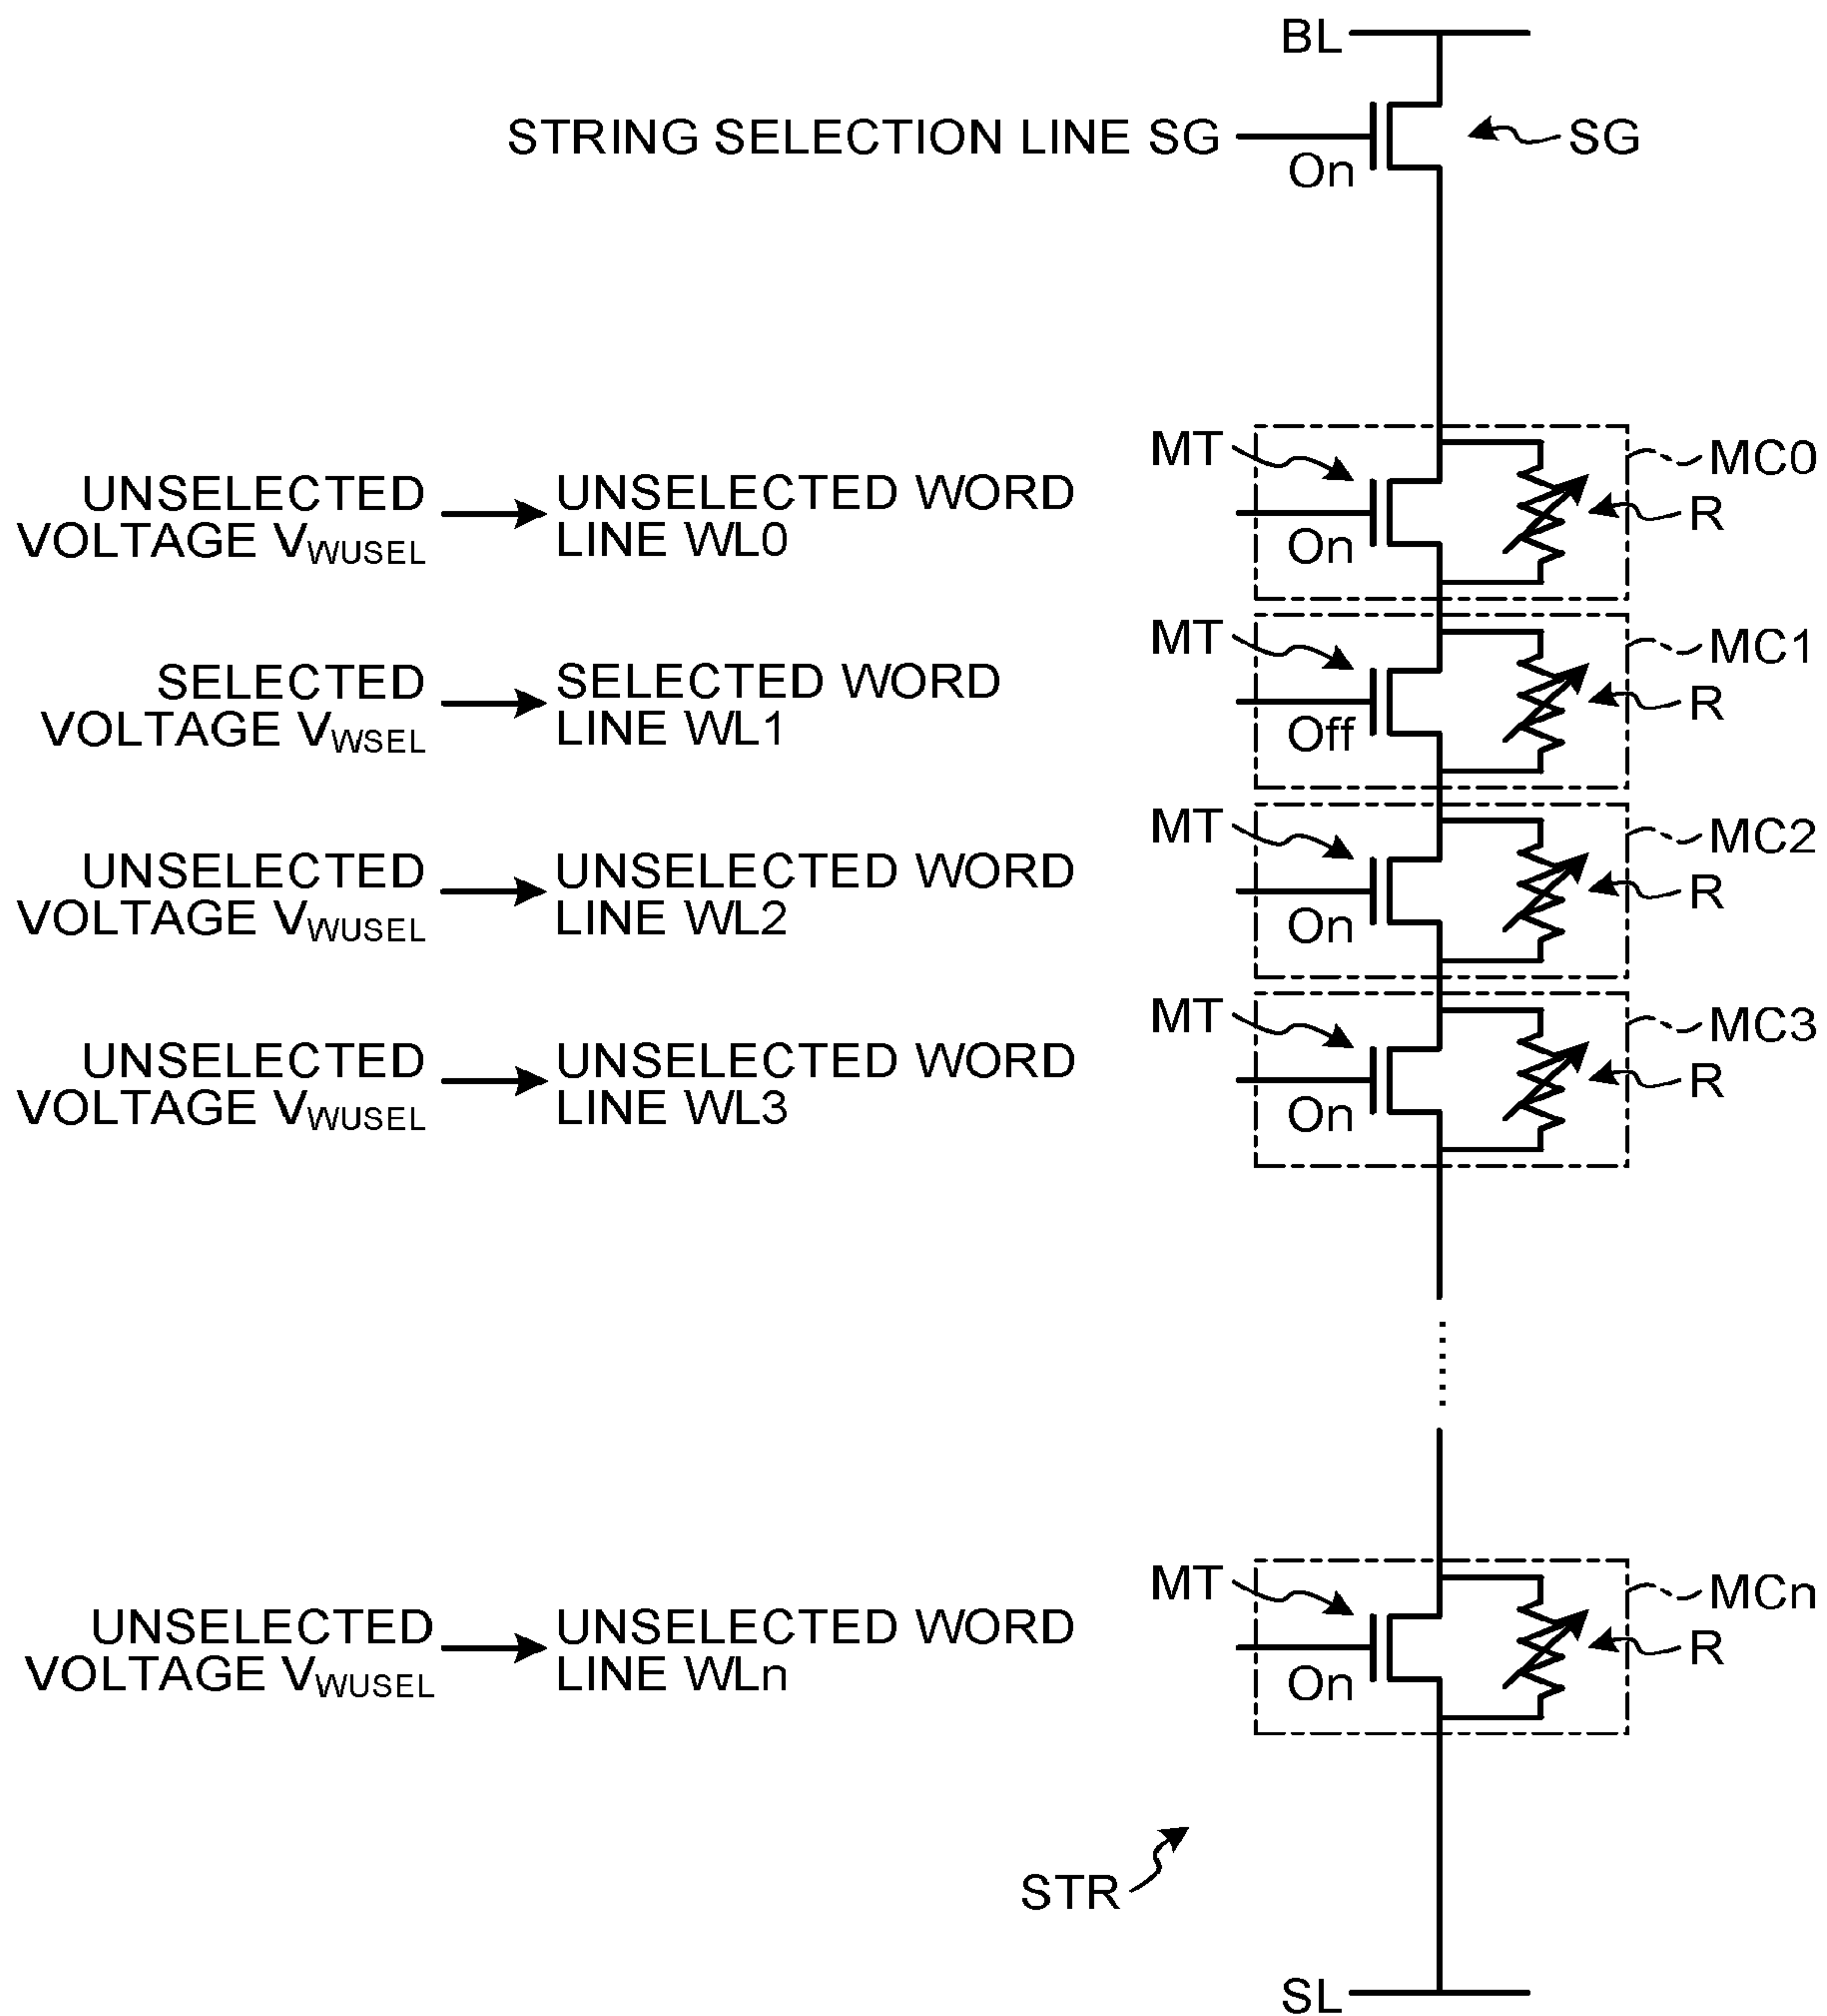 BL
STRING SELECTION LINE SG
On
SG
UNSELECTED
VOLTAGE VWUSEL
UNSELECTED WORD
LINE WL0
MT
On
MC0
R
SELECTED
VOLTAGE VWSEL
SELECTED WORD
LINE WL1
MT
Off
MC1
R
UNSELECTED
VOLTAGE VWUSEL
UNSELECTED WORD
LINE WL2
MT
On
MC2
R
UNSELECTED
VOLTAGE VWUSEL
UNSELECTED WORD
LINE WL3
MT
On
MC3
R
UNSELECTED
VOLTAGE VWUSEL
UNSELECTED WORD
LINE WLn
MT
On
MCn
R
STR
SL